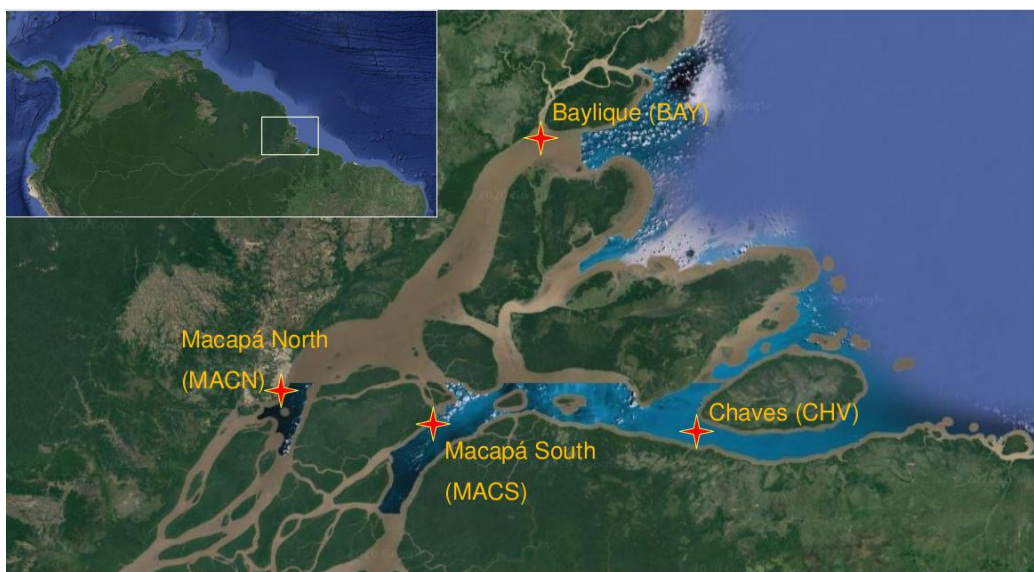 Baylique (BAY)
Macapá North
(MACN)
Chaves (CHV)
Macapá South
(MACS)